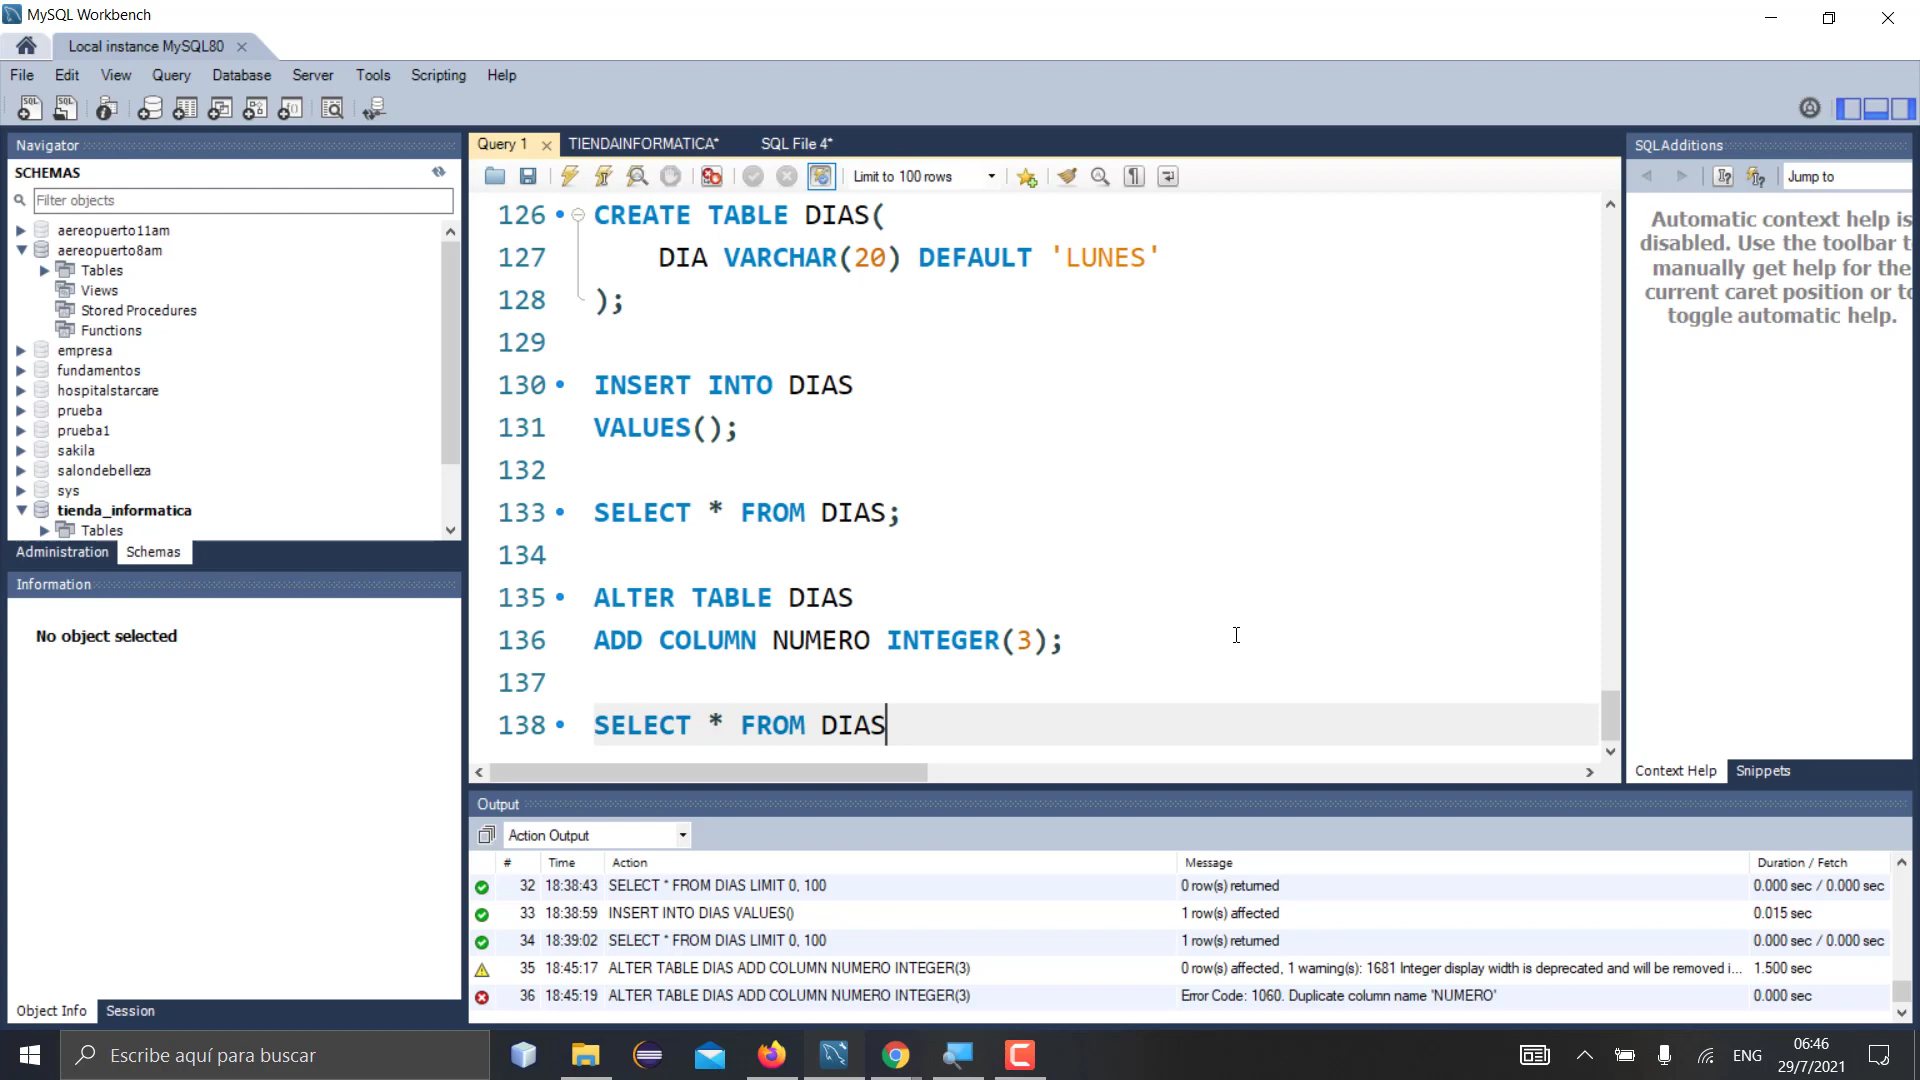 MySQL Workbench
Local instance MySQL80
File Edit View Query Database Server Tools Scripting Help
Navigator
SCHEMAS
Filter objects
aereopuerto11am
aereopuerto8am
Tables
Views
Stored Procedures
Functions
empresa
fundamentos
hospitalstarcare
prueba
prueba1
sakila
salondebelleza
sys
tienda_informatica
Tables
Administration Schemas
Information
No object selected
Object Info Session
Query 1 TIENDAINFORMATICA* SQL File 4*
Limit to 100 rows
126 CREATE TABLE DIAS(
127 DIA VARCHAR(20) DEFAULT 'LUNES'
128 );
129
130 INSERT INTO DIAS
131 VALUES();
132
133 SELECT * FROM DIAS;
134
135 ALTER TABLE DIAS
136 ADD COLUMN NUMERO INTEGER(3);
137
138 SELECT * FROM DIAS
SQLAdditions
Jump to
Automatic context help is
disabled. Use the toolbar t
manually get help for the
current caret position or to
toggle automatic help.
Context Help Snippets
Output
Action Output
# Time Action Message Duration / Fetch
32 18:38:43 SELECT * FROM DIAS LIMIT 0, 100 0 row(s) returned 0.000 sec / 0.000 sec
33 18:38:59 INSERT INTO DIAS VALUES() 1 row(s) affected 0.015 sec
34 18:39:02 SELECT * FROM DIAS LIMIT 0, 100 1 row(s) returned 0.000 sec / 0.000 sec
35 18:45:17 ALTER TABLE DIAS ADD COLUMN NUMERO INTEGER(3) 0 row(s) affected, 1 warning(s): 1681 Integer display width is deprecated and will be removed i... 1.500 sec
36 18:45:19 ALTER TABLE DIAS ADD COLUMN NUMERO INTEGER(3) Error Code: 1060. Duplicate column name 'NUMERO' 0.000 sec
Escribe aquí para buscar
ENG
06:46
29/7/2021